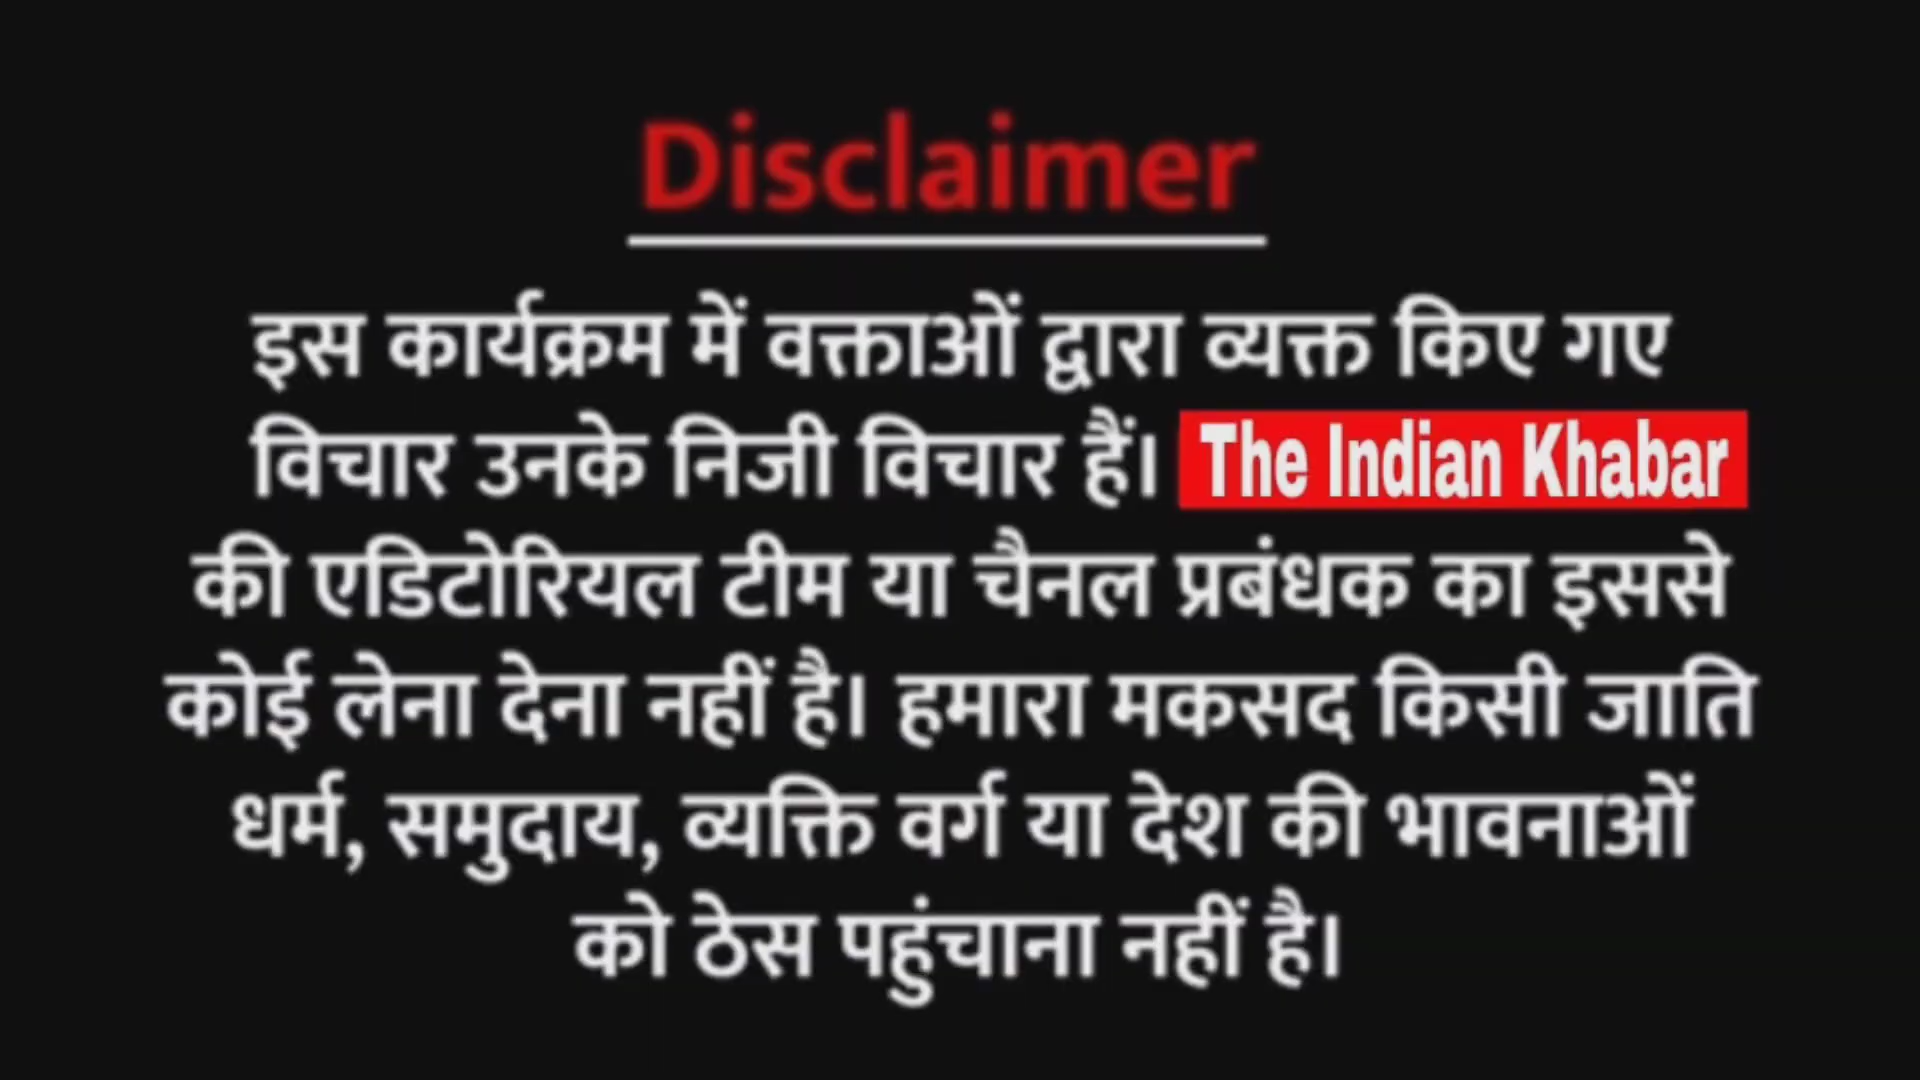 Disclaimer
इस कार्यक्रम में वक्ताओं द्वारा व्यक्त किए गए
विचार उनके निजी विचार हैं। The Indian Khabar
की एडिटोरियल टीम या चैनल प्रबंधक का इससे
कोई लेना देना नहीं है। हमारा मकसद किसी जाति
धर्म, समुदाय, व्यक्ति वर्ग या देश की भावनाओं
को ठेस पहुंचाना नहीं है।